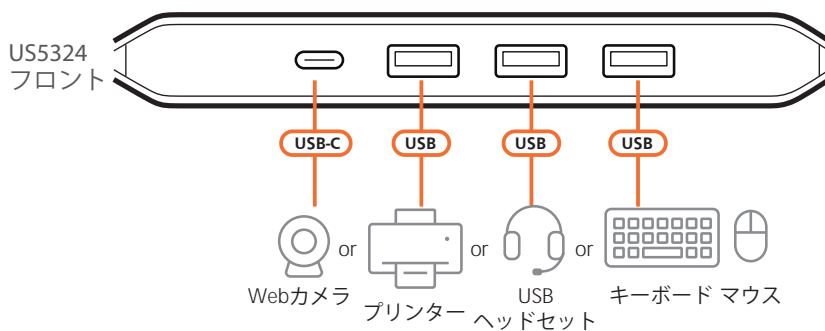 US5324
フロント
USB-C
USB
USB
USB
or
or
or
Webカメラ
プリンター
USB
ヘッドセット
キーボード マウス